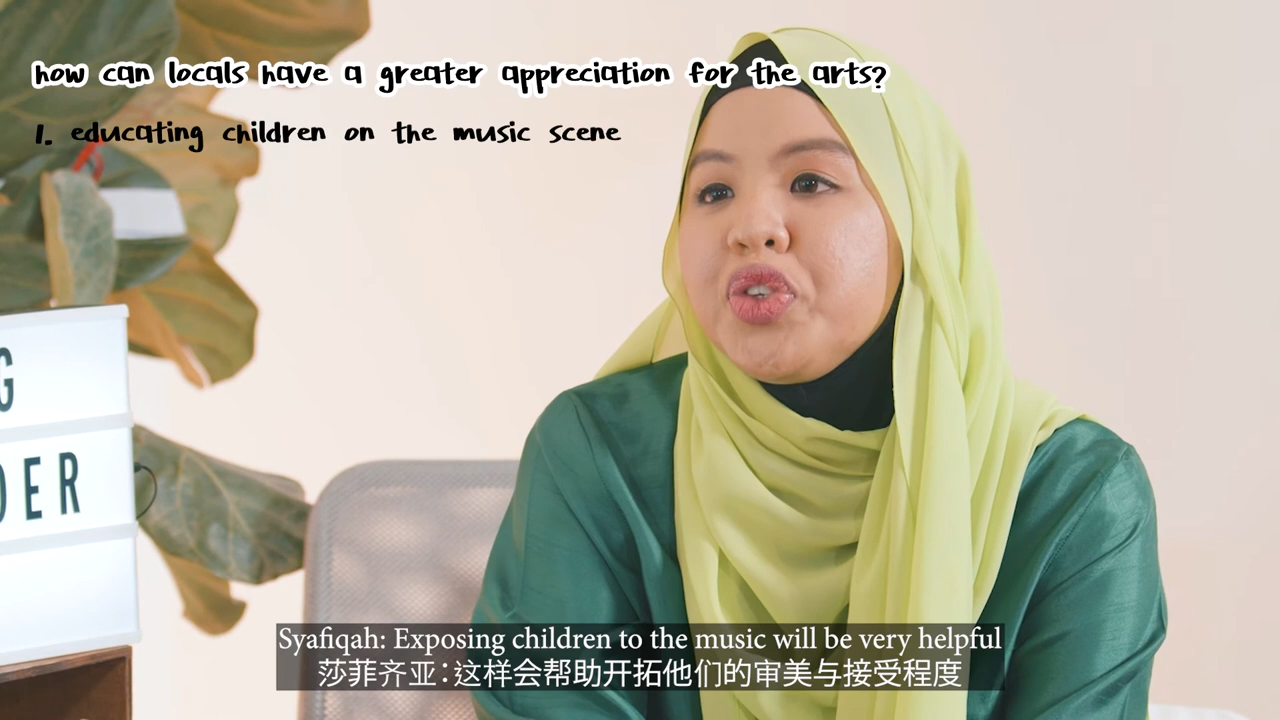 how can locals have a greater appreciation for the arts?
1. educating children on the music scene
G
DER
Syafiqah: Exposing children to the music will be very helpful
莎菲齐亚：这样会帮助开拓他们的审美与接受程度